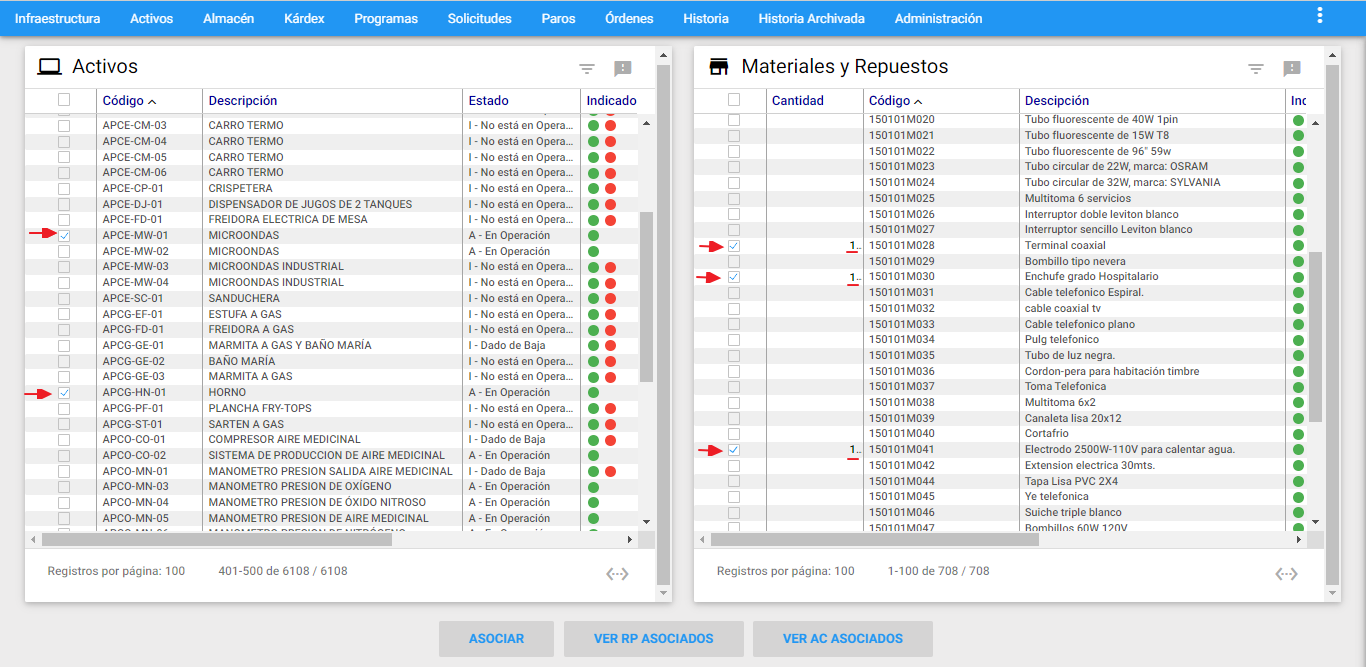 Infraestructura Activos Almacén Kárdex Programas Solicitudes Paros Órdenes Historia Historia Archivada Administración
Activos
Código Descripción Estado Indicado
APCE-CM-03 CARRO TERMO I - No está en Opera...
APCE-CM-04 CARRO TERMO I - No está en Opera...
APCE-CM-05 CARRO TERMO I - No está en Opera...
APCE-CM-06 CARRO TERMO I - No está en Opera...
APCE-CP-01 CRISPETERA I - No está en Opera...
APCE-DJ-01 DISPENSADOR DE JUGOS DE 2 TANQUES I - No está en Opera...
APCE-FD-01 FREIDORA ELECTRICA DE MESA I - No está en Opera...
APCE-MW-01 MICROONDAS A - En Operación
APCE-MW-02 MICROONDAS A - En Operación
APCE-MW-03 MICROONDAS INDUSTRIAL I - No está en Opera...
APCE-MW-04 MICROONDAS INDUSTRIAL I - No está en Opera...
APCE-SC-01 SANDUCHERA I - No está en Opera...
APCG-EF-01 ESTUFA A GAS I - No está en Opera...
APCG-FD-01 FREIDORA A GAS I - No está en Opera...
APCG-GE-01 MARMITA A GAS Y BAÑO MARÍA I - Dado de Baja
APCG-GE-02 BAÑO MARÍA I - No está en Opera...
APCG-GE-03 MARMITA A GAS I - No está en Opera...
APCG-HN-01 HORNO A - En Operación
APCG-PF-01 PLANCHA FRY-TOPS I - No está en Opera...
APCG-ST-01 SARTEN A GAS I - No está en Opera...
APCO-CO-01 COMPRESOR AIRE MEDICINAL I - Dado de Baja
APCO-CO-02 SISTEMA DE PRODUCCION DE AIRE MEDICINAL A - En Operación
APCO-MN-01 MANOMETRO PRESION SALIDA AIRE MEDICINAL I - Dado de Baja
APCO-MN-03 MANOMETRO PRESION DE OXÍGENO A - En Operación
APCO-MN-04 MANOMETRO PRESION DE ÓXIDO NITROSO A - En Operación
APCO-MN-05 MANOMETRO PRESION DE AIRE MEDICINAL A - En Operación
APCO-MN-06 MANOMETRO PRESION DE NITRÓGENO A - En Operación
Registros por página: 100 401-500 de 6108 / 6108
Materiales y Repuestos
Cantidad Código Descipción Inc
150101M020 Tubo fluorescente de 40W 1pin
150101M021 Tubo fluorescente de 15W T8
150101M022 Tubo fluorescente de 96" 59w
150101M023 Tubo circular de 22W, marca: OSRAM
150101M024 Tubo circular de 32W, marca: SYLVANIA
150101M025 Multitoma 6 servicios
150101M026 Interruptor doble leviton blanco
150101M027 Interruptor sencillo Leviton blanco
1.. 150101M028 Terminal coaxial
150101M029 Bombillo tipo nevera
1.. 150101M030 Enchufe grado Hospitalario
150101M031 Cable telefonico Espiral.
150101M032 cable coaxial tv
150101M033 Cable telefonico plano
150101M034 Pulg telefonico
150101M035 Tubo de luz negra.
150101M036 Cordon-pera para habitación timbre
150101M037 Toma Telefonica
150101M038 Multitoma 6x2
150101M039 Canaleta lisa 20x12
150101M040 Cortafrio
1.. 150101M041 Electrodo 2500W-110V para calentar agua.
150101M042 Extension electrica 30mts.
150101M044 Tapa Lisa PVC 2X4
150101M045 Ye telefonica
150101M046 Suiche triple blanco
150101M047 Bombillos 60W 120V
Registros por página: 100 1-100 de 708 / 708
ASOCIAR VER RP ASOCIADOS VER AC ASOCIADOS